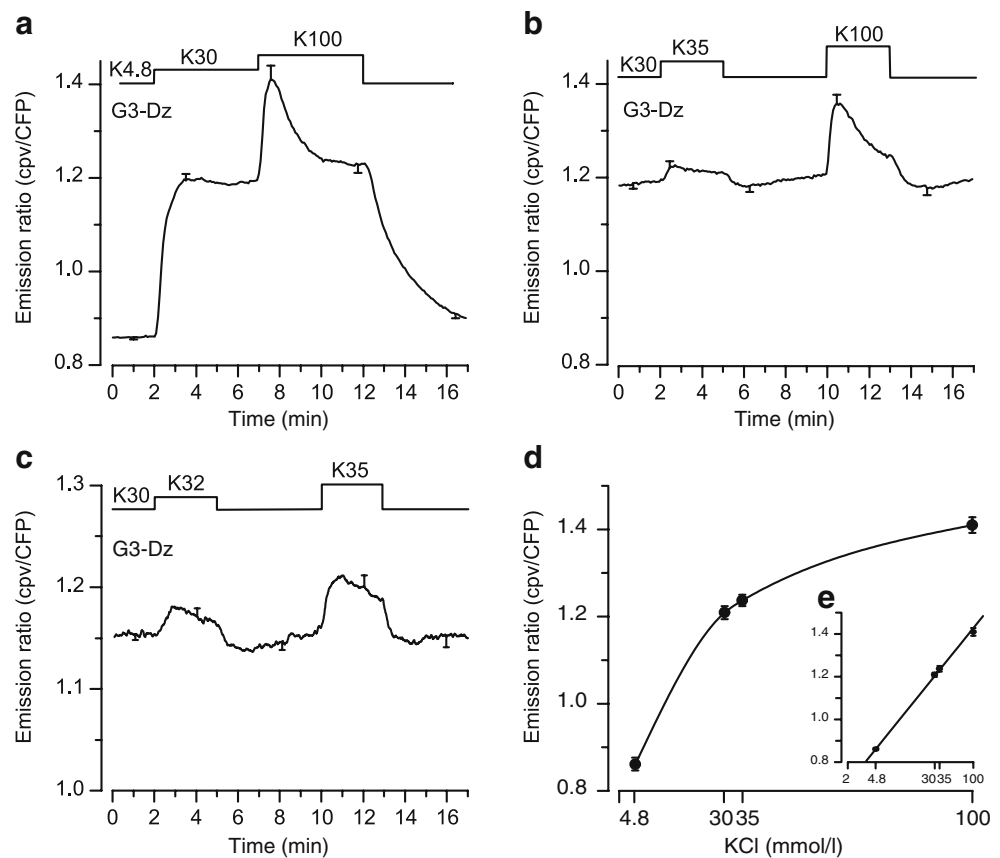 a
K4.8 K30 K100
G3-Dz
Emission ratio (cpv/CFP)
1.4
1.2
1.0
0.8
0 2 4 6 8 10 12 14 16
Time (min)
b
K30 K35 K100
G3-Dz
Emission ratio (cpv/CFP)
1.4
1.2
1.0
0.8
0 2 4 6 8 10 12 14 16
Time (min)
c
K30 K32 K35
G3-Dz
Emission ratio (cpv/CFP)
1.3
1.2
1.1
1.0
0 2 4 6 8 10 12 14 16
Time (min)
d
Emission ratio (cpv/CFP)
1.4
1.2
1.0
0.8
4.8 30 35 100
KCl (mmol/l)
e
1.4
1.2
1.0
0.8
2 4.8 30 35 100